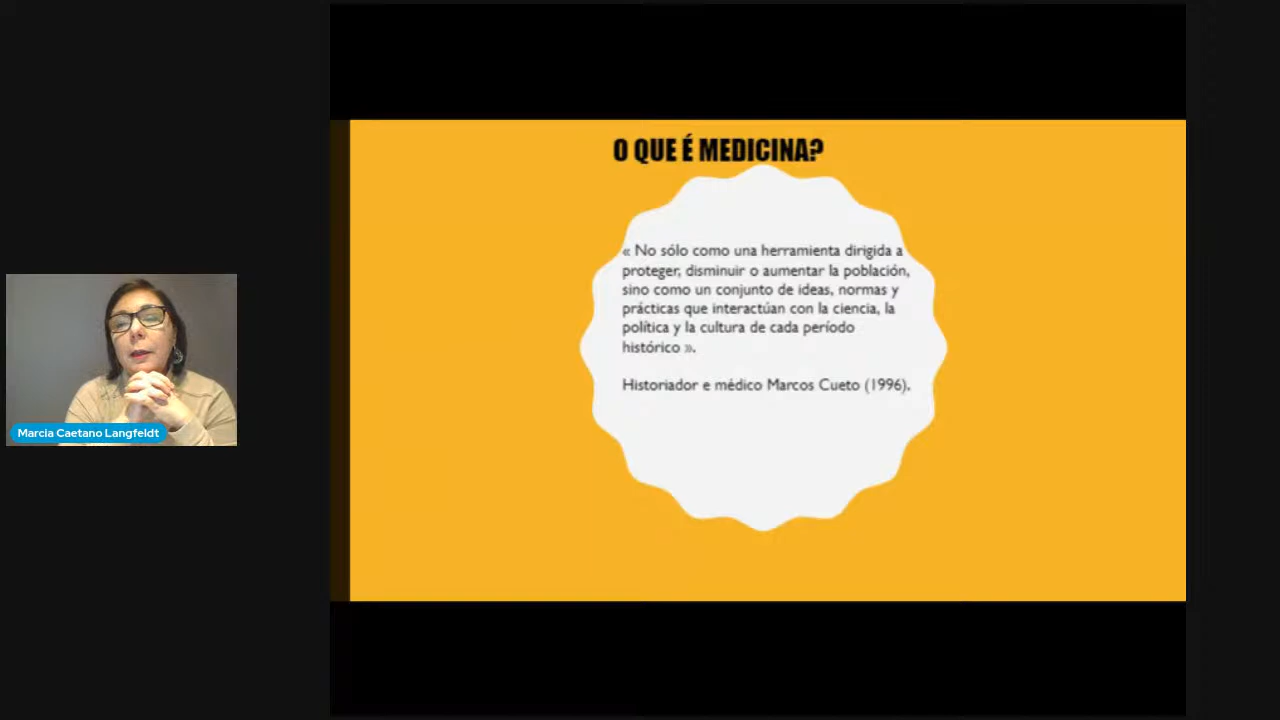 O QUE É MEDICINA?
« No sólo como una herramienta dirigida a
proteger, disminuir o aumentar la población,
sino como un conjunto de ideas, normas y
prácticas que interactúan con la ciencia, la
política y la cultura de cada período
histórico ».
Historiador e médico Marcos Cueto (1996).
Marcia Caetano Langfeldt